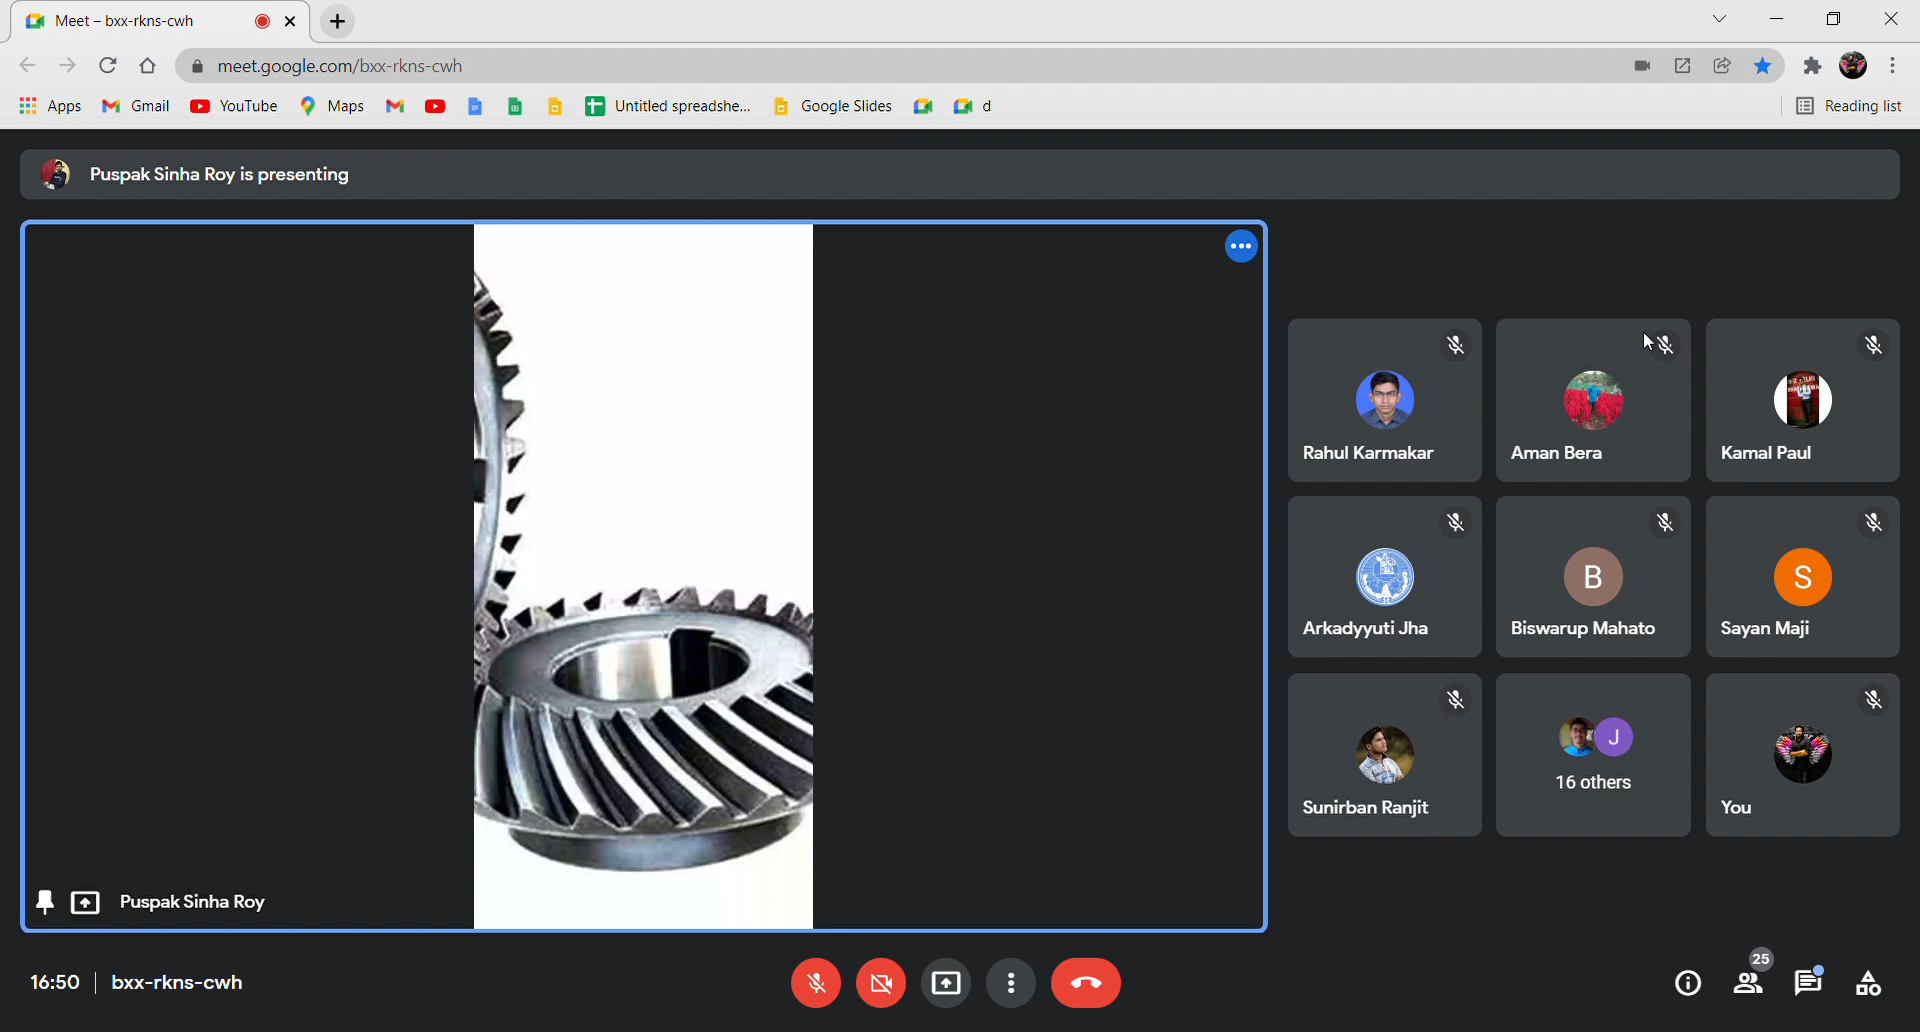 Meet – bxx-rkns-cwh
meet.google.com/bxx-rkns-cwh
Apps Gmail YouTube Maps Untitled spreadshe... Google Slides d Reading list
Puspak Sinha Roy is presenting
Rahul Karmakar
Aman Bera
Kamal Paul
Arkadyyuti Jha
B
Biswarup Mahato
S
Sayan Maji
Sunirban Ranjit
J
16 others
You
Puspak Sinha Roy
16:50 | bxx-rkns-cwh
25